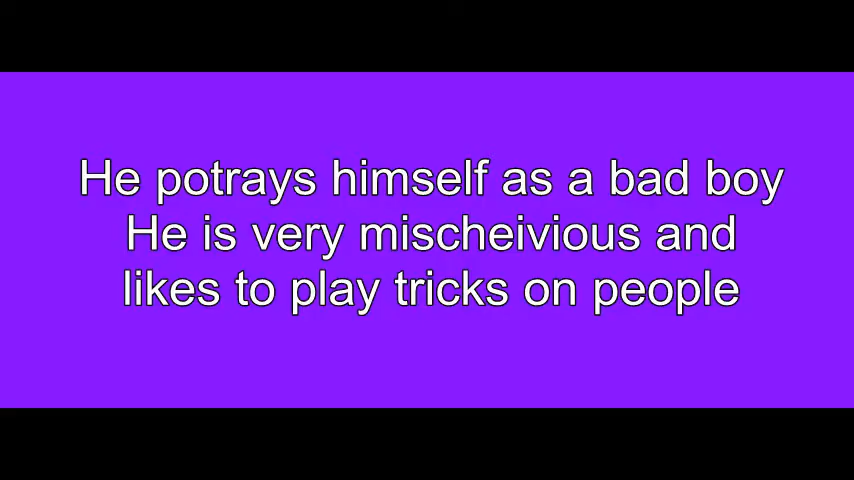 He potrays himself as a bad boy
He is very mischeivious and
likes to play tricks on people